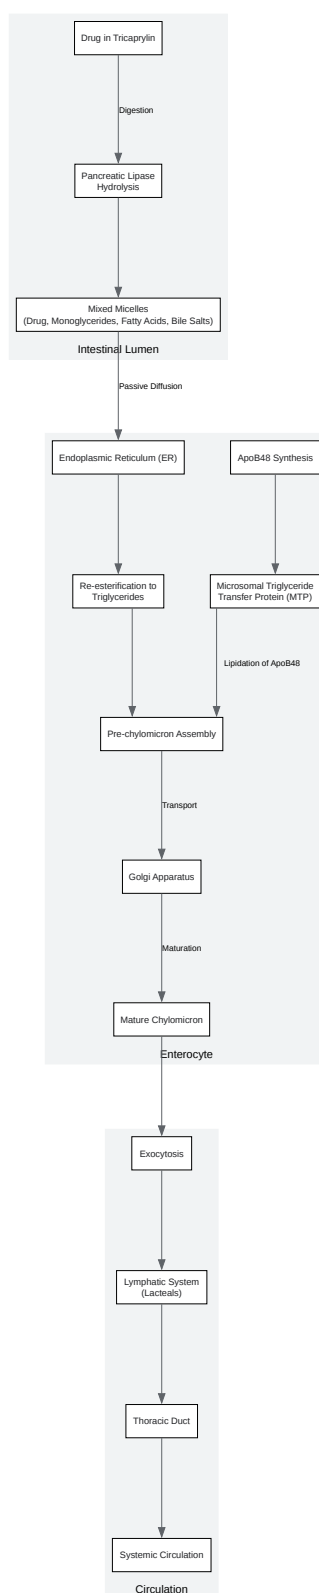 Drug in Tricaprylin
Digestion
Pancreatic Lipase
Hydrolysis
Mixed Micelles
(Drug, Monoglycerides, Fatty Acids, Bile Salts)
Intestinal Lumen
Passive Diffusion
Endoplasmic Reticulum (ER)
ApoB48 Synthesis
Re-esterification to
Triglycerides
Microsomal Triglyceride
Transfer Protein (MTP)
Lipidation of ApoB48
Pre-chylomicron Assembly
Transport
Golgi Apparatus
Maturation
Mature Chylomicron
Enterocyte
Exocytosis
Lymphatic System
(Lacteals)
Thoracic Duct
Systemic Circulation
Circulation